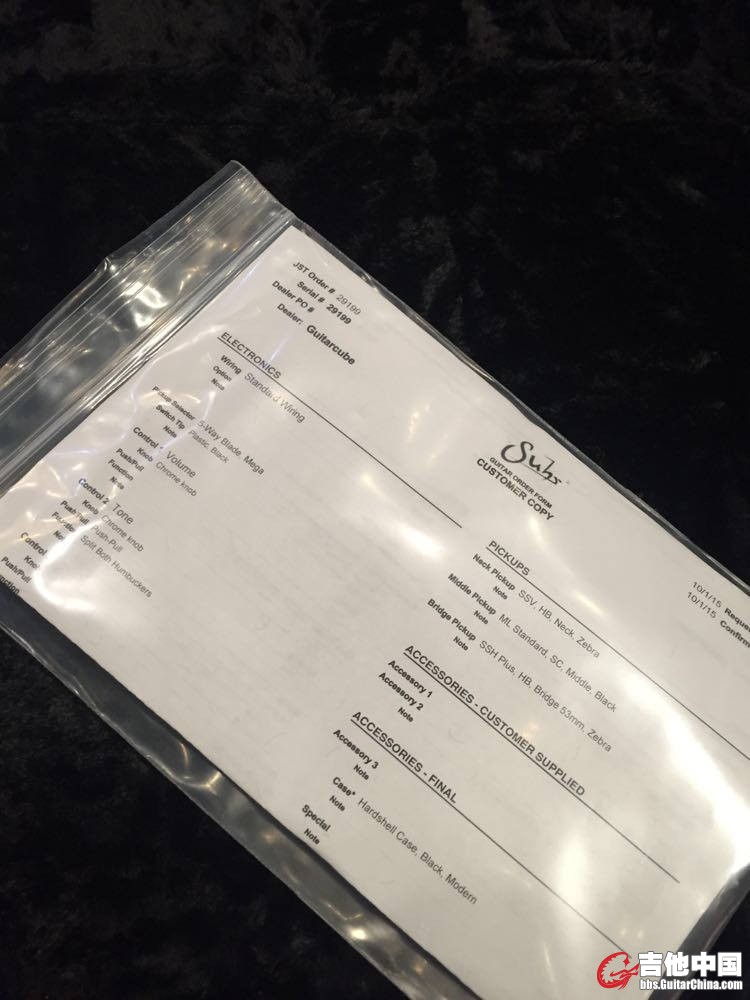 JST Order # 29199
Serial # 29199
Dealer PO #
Dealer: Guitarcube
Suhr
GUITAR ORDER FORM
CUSTOMER COPY
10/1/15
10/1/15
ELECTRONICS
Wiring Standard Wiring
Option
Note
Pickup Selector 5-Way Blade, Mega
Switch Tip Plastic, Black
Note
Control 1 Volume
Knob Chrome knob
Push/Pull
Function
Note
Control 2 Tone
Knob Chrome knob
Push/Pull Push-Pull
Function Split Both Humbuckers
Control
Push/Pull
PICKUPS
Neck Pickup SSV, HB, Neck, Zebra
Note
Middle Pickup ML Standard, SC, Middle, Black
Note
Bridge Pickup SSH Plus, HB, Bridge 53mm, Zebra
Note
ACCESSORIES - CUSTOMER SUPPLIED
Accessory 1
Accessory 2
Note
ACCESSORIES - FINAL
Accessory 3
Note
Case* Hardshell Case, Black, Modern
Note
Special
Note
吉他中国
bbs.GuitarChina.com